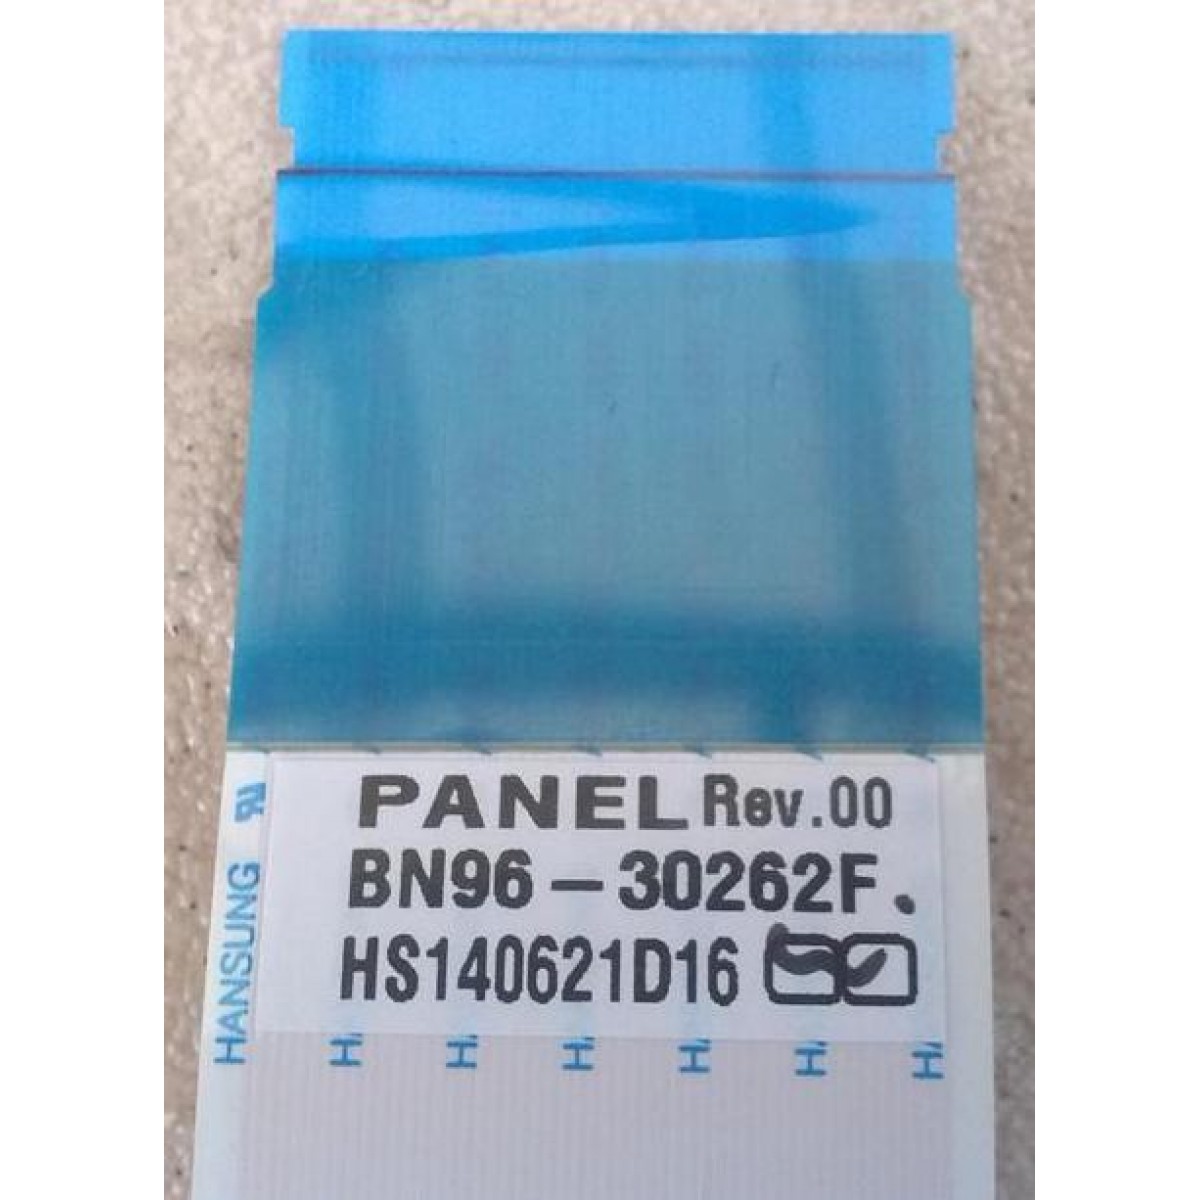 PANEL Rev.00
BN96-30262F.
HS140621D16
HANSUNG
H
H
H
H
H
H